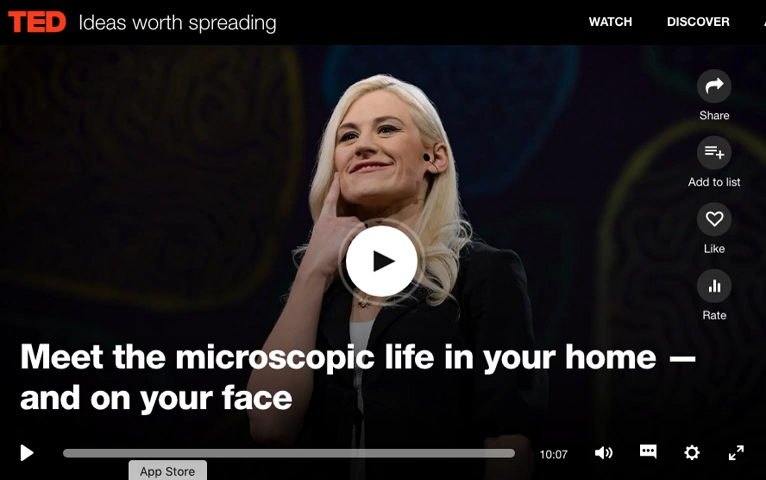 TED Ideas worth spreading WATCH DISCOVER
Share
Add to list
Like
Rate
Meet the microscopic life in your home —
and on your face
10:07
App Store